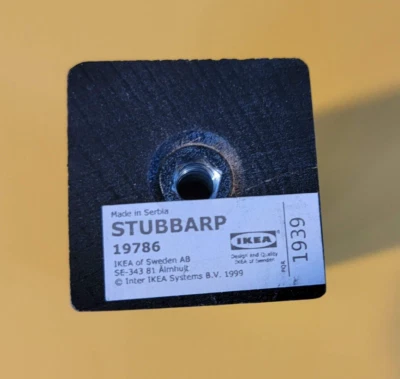 Made in Serbia
STUBBARP
19786
IKEA of Sweden AB
SE-343 81 Älmhult
© Inter IKEA Systems B.V. 1999
IKEA
Design and Quality
IKEA of Sweden
1939